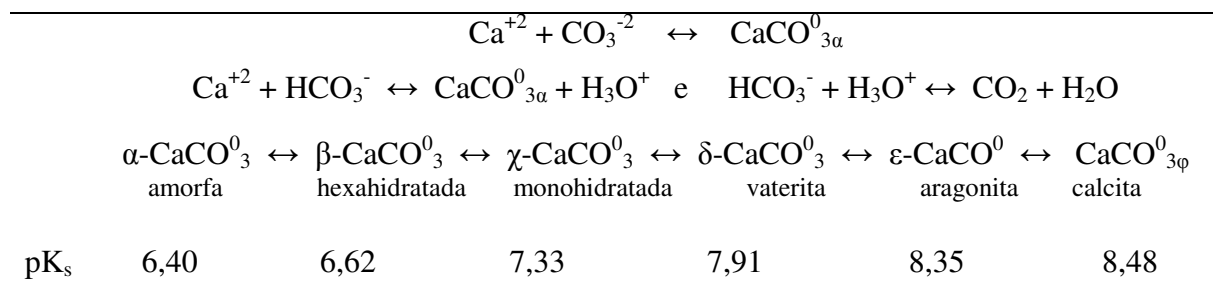 Ca⁺² + CO₃⁻² ↔ CaCO⁰₃α
Ca⁺² + HCO₃⁻ ↔ CaCO⁰₃α + H₃O⁺ e HCO₃⁻ + H₃O⁺ ↔ CO₂ + H₂O
α-CaCO⁰₃ ↔ β-CaCO⁰₃ ↔ χ-CaCO⁰₃ ↔ δ-CaCO⁰₃ ↔ ε-CaCO⁰ ↔ CaCO⁰₃φ
amorfa hexahidratada monohidratada vaterita aragonita calcita
pKₛ 6,40 6,62 7,33 7,91 8,35 8,48